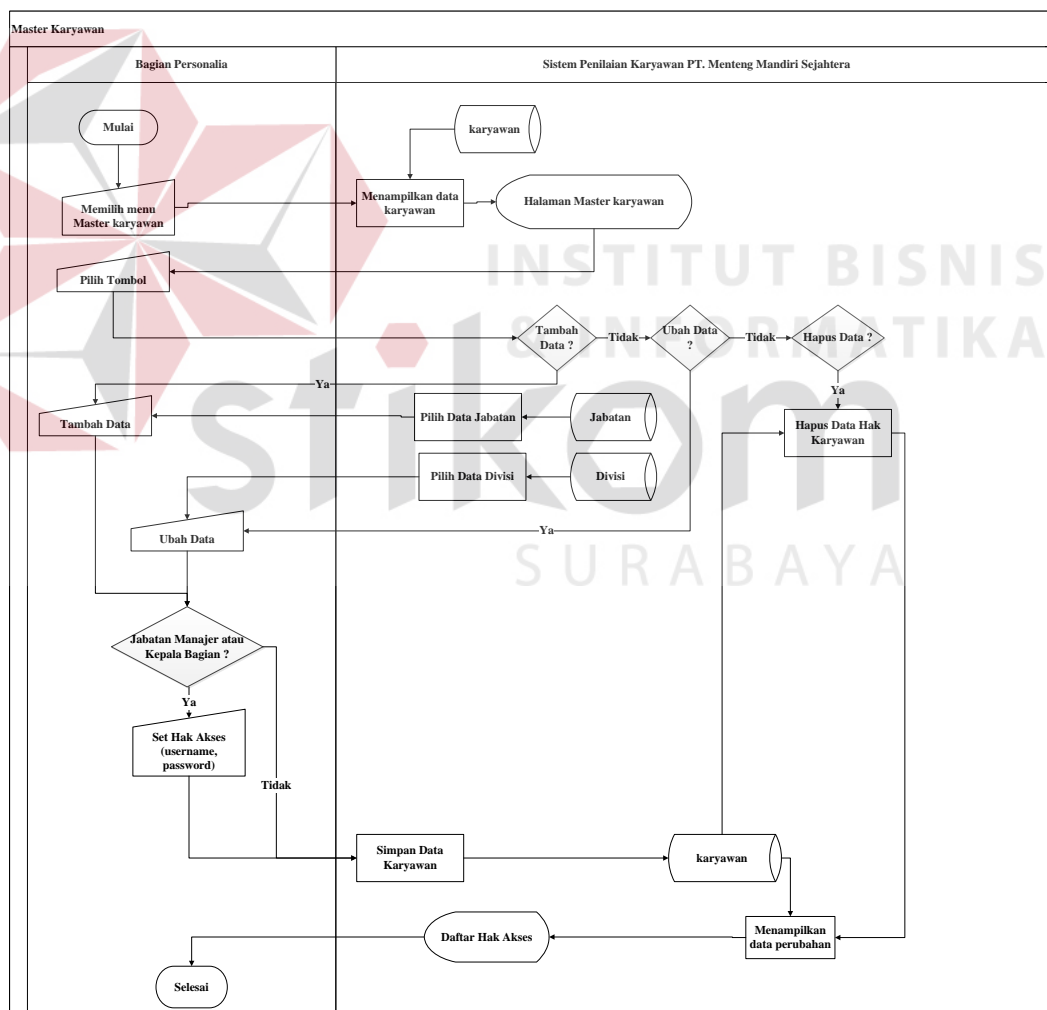 Master Karyawan
Bagian Personalia
Sistem Penilaian Karyawan PT. Menteng Mandiri Sejahtera
Mulai
karyawan
Memilih menu
Master karyawan
Menampilkan data
karyawan
Halaman Master karyawan
INSTITUT BISNIS
& INFORMATIKA
Pilih Tombol
Tambah
Data ?
Tidak
Ubah Data
?
Tidak
Hapus Data ?
Ya
Ya
stikom
SURABAYA
Tambah Data
Pilih Data Jabatan
Jabatan
Hapus Data Hak
Karyawan
Pilih Data Divisi
Divisi
Ubah Data
Ya
Jabatan Manajer atau
Kepala Bagian ?
Ya
Set Hak Akses
(username,
password)
Tidak
Simpan Data
Karyawan
karyawan
Daftar Hak Akses
Menampilkan
data perubahan
Selesai